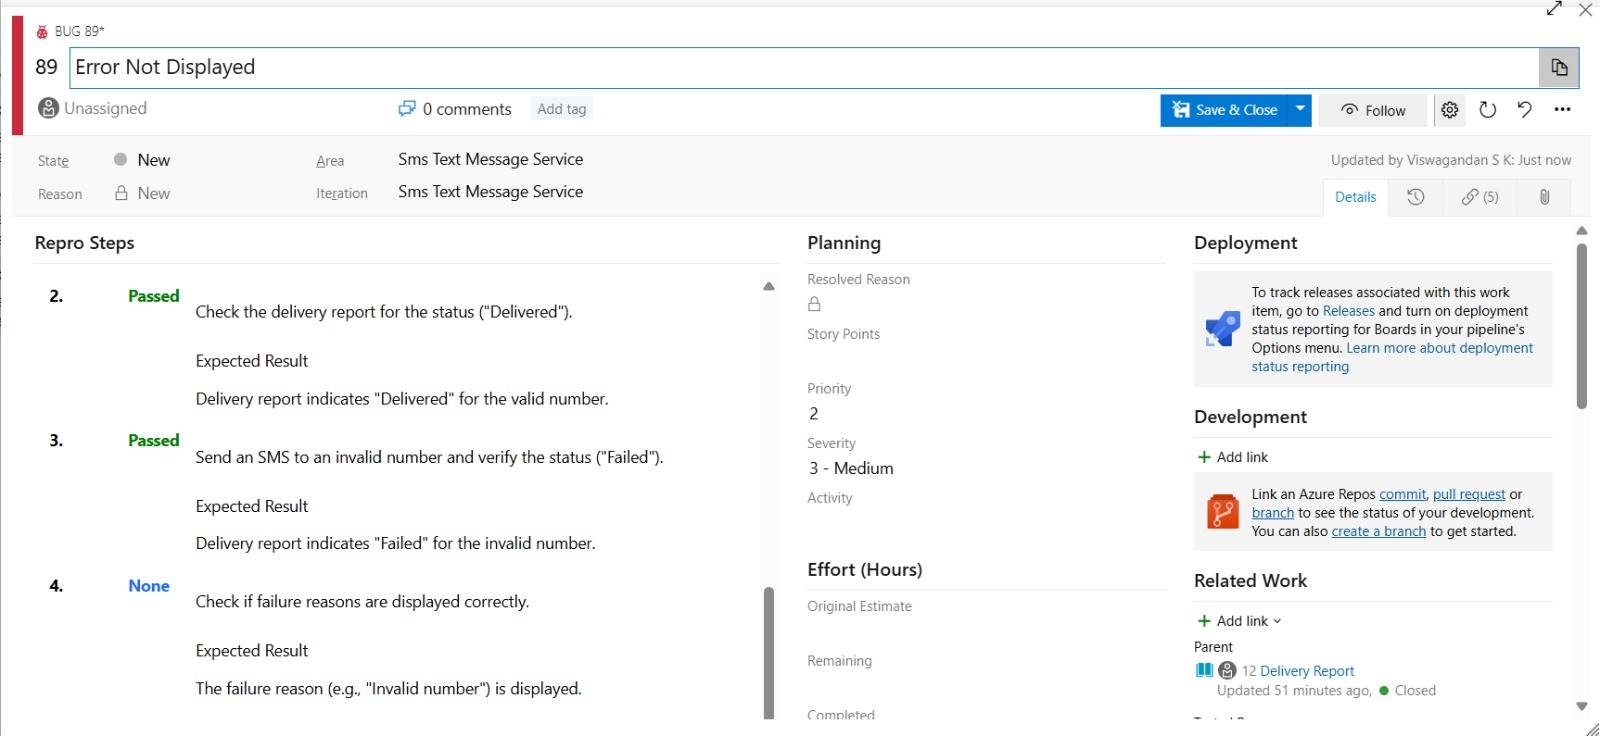 BUG 89*
89 Error Not Displayed
Unassigned
0 comments
Add tag
Save & Close
Follow
State
New
Area
Sms Text Message Service
Updated by Viswagandan S K: Just now
Reason
New
Iteration
Sms Text Message Service
Details
(5)
Repro Steps
2. Passed
Check the delivery report for the status ("Delivered").
Expected Result
Delivery report indicates "Delivered" for the valid number.
3. Passed
Send an SMS to an invalid number and verify the status ("Failed").
Expected Result
Delivery report indicates "Failed" for the invalid number.
4. None
Check if failure reasons are displayed correctly.
Expected Result
The failure reason (e.g., "Invalid number") is displayed.
Planning
Resolved Reason
Story Points
Priority
2
Severity
3 - Medium
Activity
Effort (Hours)
Original Estimate
Remaining
Completed
Deployment
To track releases associated with this work
item, go to Releases and turn on deployment
status reporting for Boards in your pipeline's
Options menu. Learn more about deployment
status reporting
Development
+ Add link
Link an Azure Repos commit, pull request or
branch to see the status of your development.
You can also create a branch to get started.
Related Work
+ Add link
Parent
12 Delivery Report
Updated 51 minutes ago, Closed